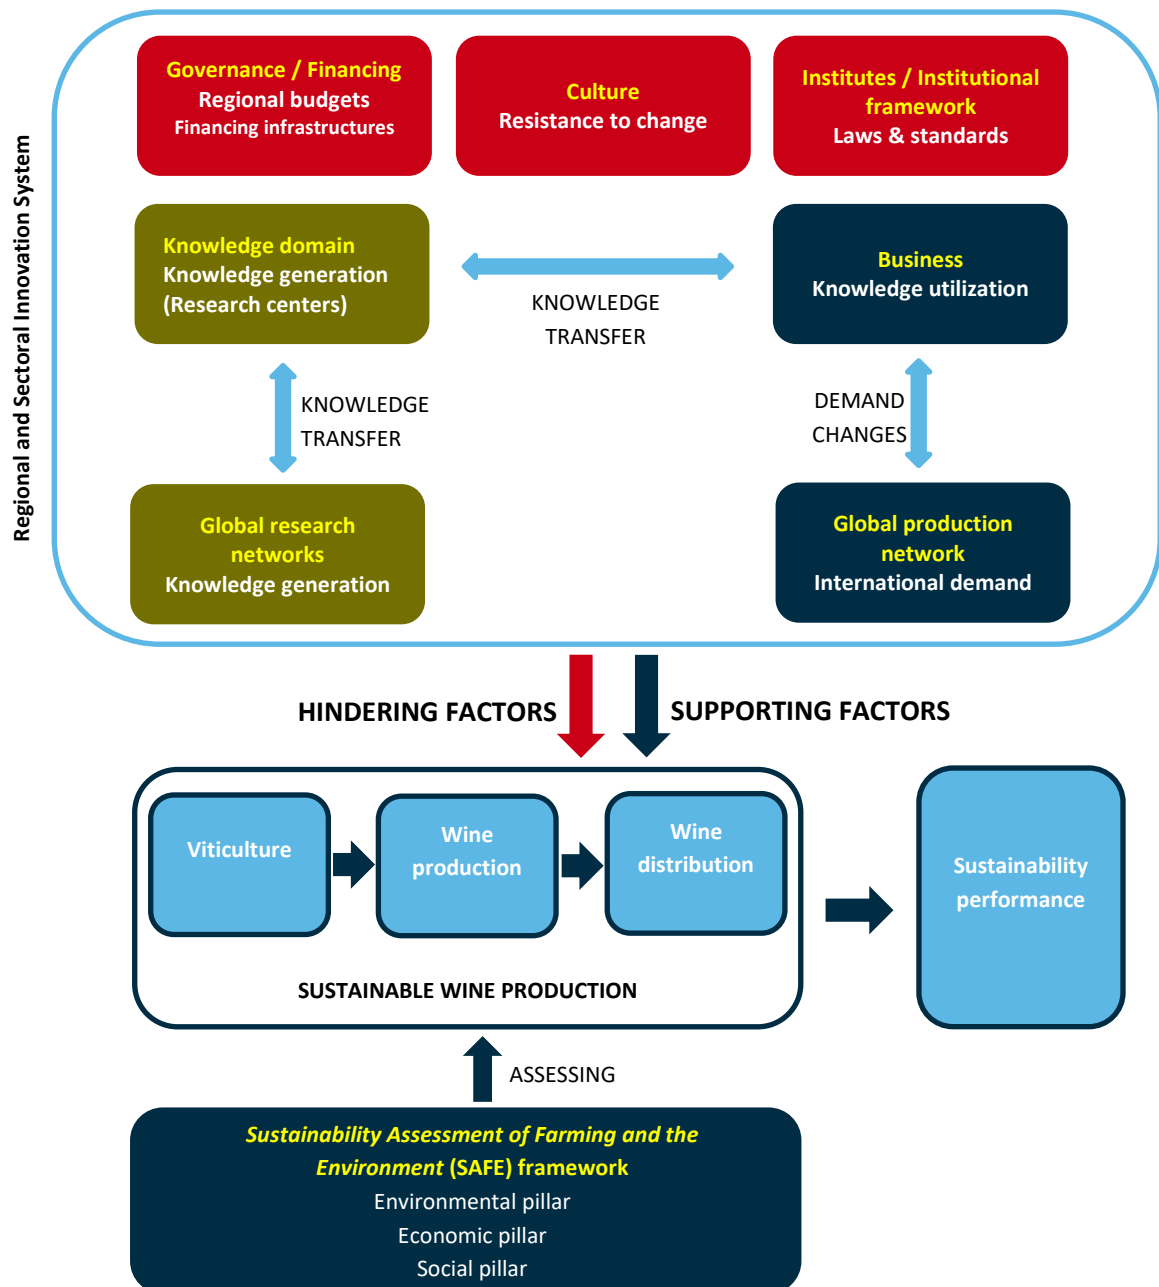 Regional and Sectoral Innovation System
Governance / Financing
Regional budgets
Financing infrastructures
Culture
Resistance to change
Institutes / Institutional
framework
Laws & standards
Knowledge domain
Knowledge generation
(Research centers)
KNOWLEDGE
TRANSFER
Business
Knowledge utilization
KNOWLEDGE
TRANSFER
DEMAND
CHANGES
Global research
networks
Knowledge generation
Global production
network
International demand
HINDERING FACTORS
SUPPORTING FACTORS
Viticulture
Wine
production
Wine
distribution
Sustainability
performance
SUSTAINABLE WINE PRODUCTION
ASSESSING
Sustainability Assessment of Farming and the
Environment (SAFE) framework
Environmental pillar
Economic pillar
Social pillar